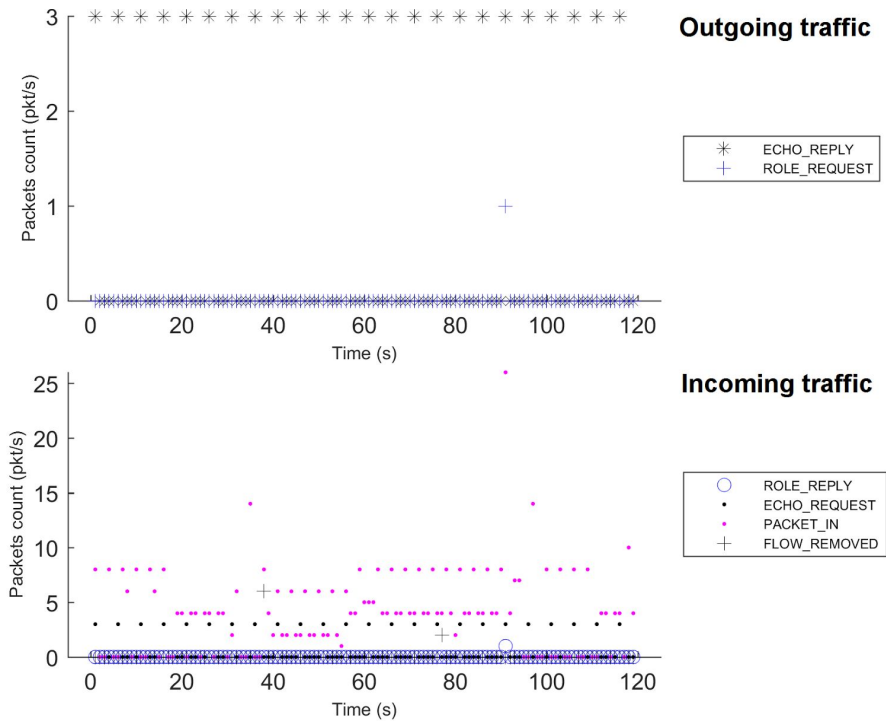 Outgoing traffic
3
2
1
0
Packets count (pkt/s)
0 20 40 60 80 100 120
Time (s)
ECHO_REPLY
ROLE_REQUEST
Incoming traffic
25
20
15
10
5
0
Packets count (pkt/s)
0 20 40 60 80 100 120
Time (s)
ROLE_REPLY
ECHO_REQUEST
PACKET_IN
FLOW_REMOVED